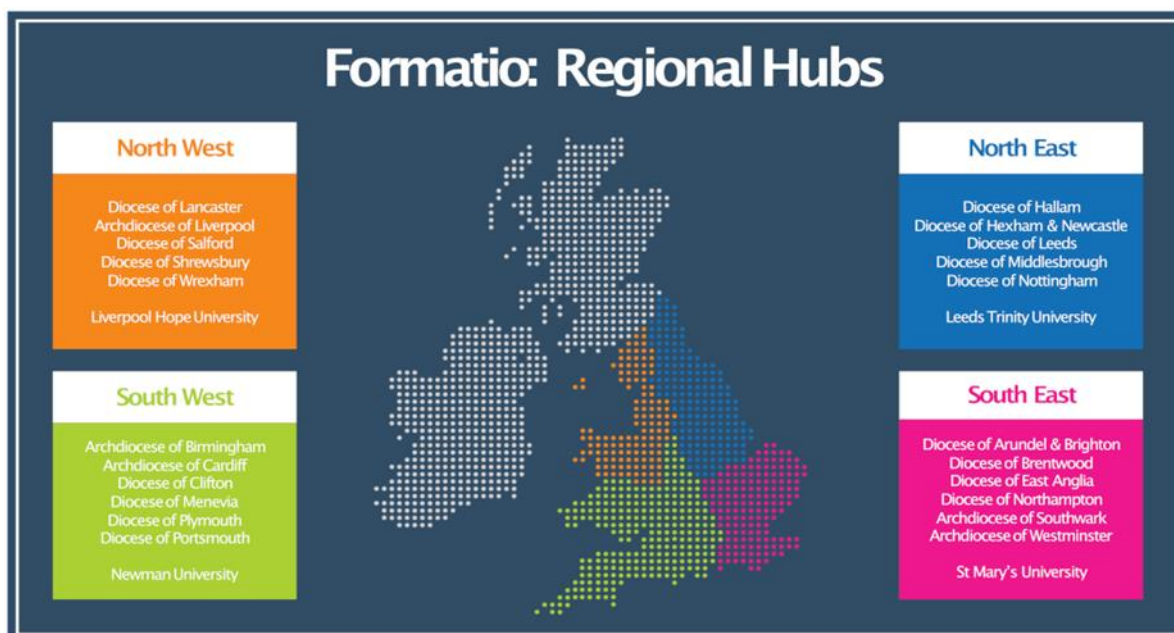 Formatio: Regional Hubs
North West
Diocese of Lancaster
Archdiocese of Liverpool
Diocese of Salford
Diocese of Shrewsbury
Diocese of Wrexham
Liverpool Hope University
North East
Diocese of Hallam
Diocese of Hexham & Newcastle
Diocese of Leeds
Diocese of Middlesbrough
Diocese of Nottingham
Leeds Trinity University
South West
Archdiocese of Birmingham
Archdiocese of Cardiff
Diocese of Clifton
Diocese of Menevia
Diocese of Plymouth
Diocese of Portsmouth
Newman University
South East
Diocese of Arundel & Brighton
Diocese of Brentwood
Diocese of East Anglia
Diocese of Northampton
Archdiocese of Southwark
Archdiocese of Westminster
St Mary's University